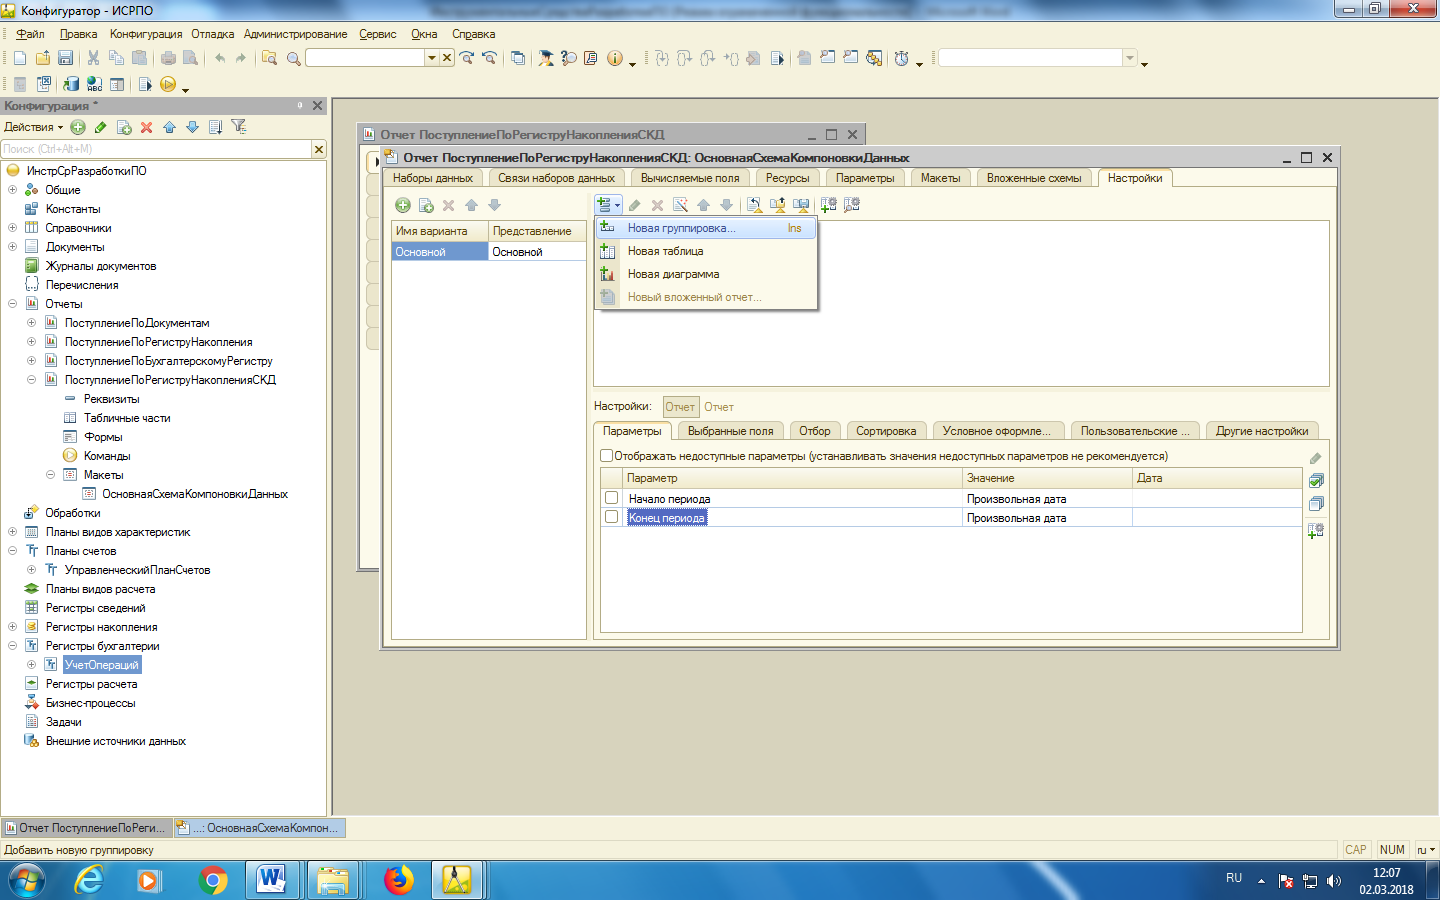 Конфигуратор - ИСРПО
Файл Правка Конфигурация Отладка Администрирование Сервис Окна Справка
Конфигурация *
Действия
Поиск (Ctrl+Alt+M)
ИнстрСрРазработкиПО
Общие
Константы
Справочники
Документы
Журналы документов
Перечисления
Отчеты
ПоступлениеПоДокументам
ПоступлениеПоРегиструНакопления
ПоступлениеПоБухгалтерскомуРегистру
ПоступлениеПоРегиструНакопленияСКД
Реквизиты
Табличные части
Формы
Команды
Макеты
ОсновнаяСхемаКомпоновкиДанных
Обработки
Планы видов характеристик
Планы счетов
УправленческийПланСчетов
Планы видов расчета
Регистры сведений
Регистры накопления
Регистры бухгалтерии
УчетОпераций
Регистры расчета
Бизнес-процессы
Задачи
Внешние источники данных
Отчет ПоступлениеПоРегиструНакопленияСКД
Отчет ПоступлениеПоРегиструНакопленияСКД: ОсновнаяСхемаКомпоновкиДанных
Наборы данных Связи наборов данных Вычисляемые поля Ресурсы Параметры Макеты Вложенные схемы Настройки
Имя варианта Представление
Основной Основной
Новая группировка... Ins
Новая таблица
Новая диаграмма
Новый вложенный отчет...
Настройки: Отчет Отчет
Параметры Выбранные поля Отбор Сортировка Условное оформле... Пользовательские ... Другие настройки
Отображать недоступные параметры (устанавливать значения недоступных параметров не рекомендуется)
Параметр Значение Дата
Начало периода Произвольная дата
Конец периода Произвольная дата
Отчет ПоступлениеПоРеги... ...: ОсновнаяСхемаКомпон...
Добавить новую группировку CAP NUM ru
RU 12:07
02.03.2018